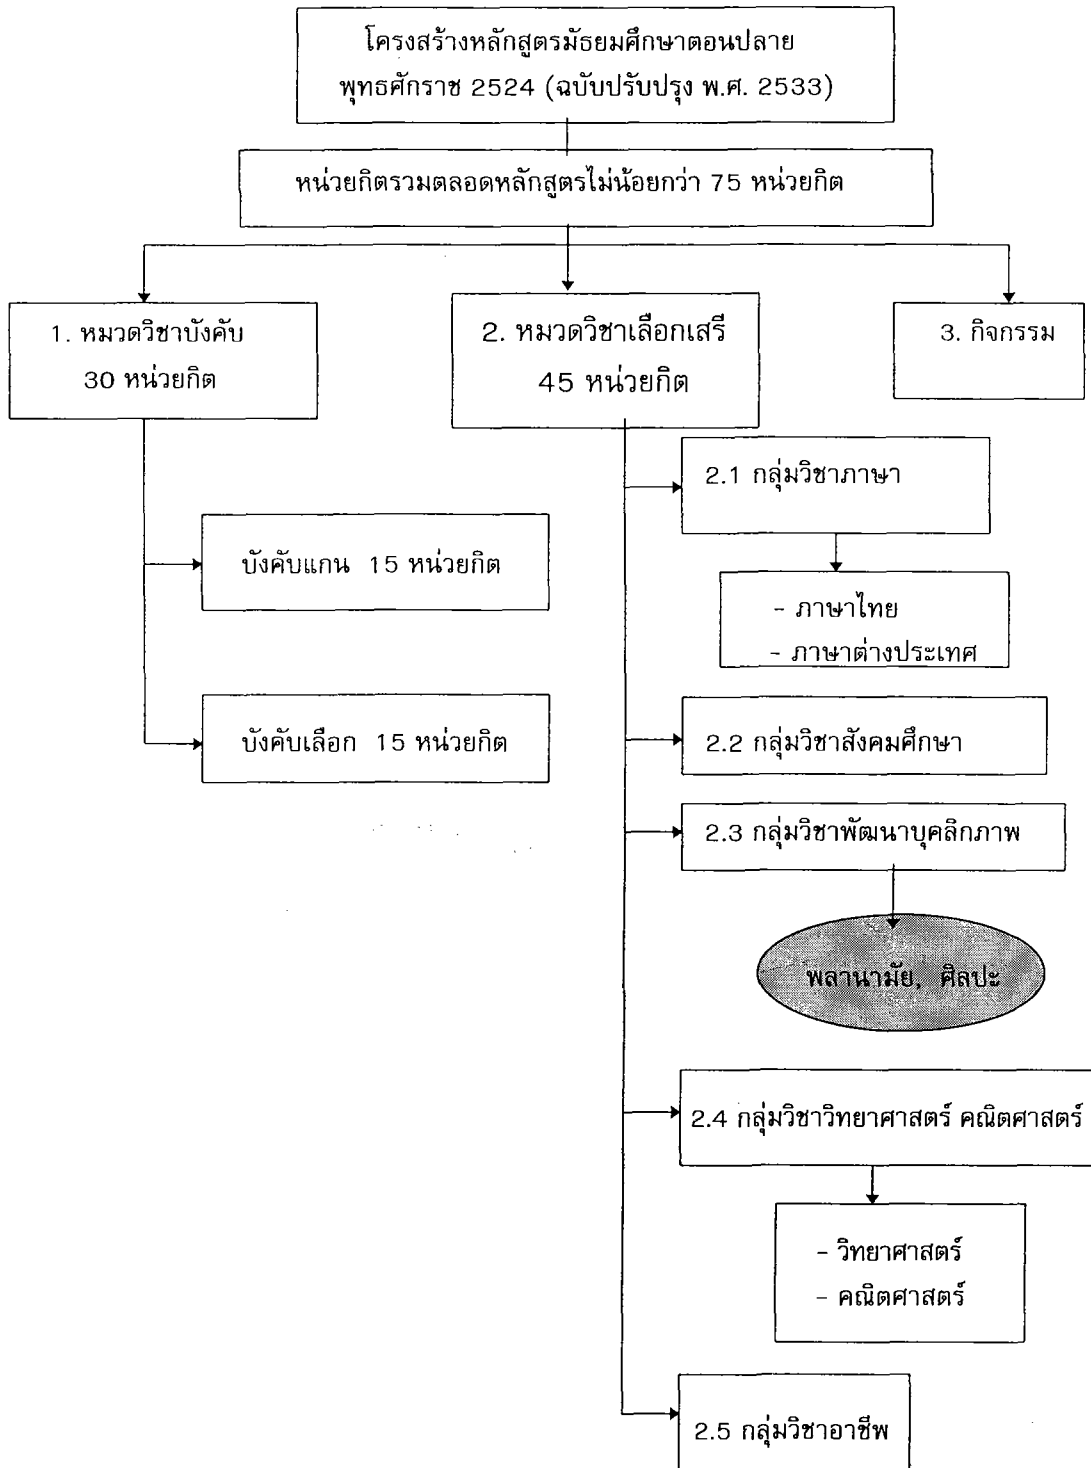 โครงสร้างหลักสูตรมัธยมศึกษาตอนปลาย
พุทธศักราช 2524 (ฉบับปรับปรุง พ.ศ. 2533)
หน่วยกิตรวมตลอดหลักสูตรไม่น้อยกว่า 75 หน่วยกิต
1. หมวดวิชาบังคับ
30 หน่วยกิต
2. หมวดวิชาเลือกเสรี
45 หน่วยกิต
3. กิจกรรม
2.1 กลุ่มวิชาภาษา
บังคับแกน 15 หน่วยกิต
- ภาษาไทย
- ภาษาต่างประเทศ
บังคับเลือก 15 หน่วยกิต
2.2 กลุ่มวิชาสังคมศึกษา
2.3 กลุ่มวิชาพัฒนาบุคลิกภาพ
พลานามัย, ศิลปะ
2.4 กลุ่มวิชาวิทยาศาสตร์ คณิตศาสตร์
- วิทยาศาสตร์
- คณิตศาสตร์
2.5 กลุ่มวิชาอาชีพ